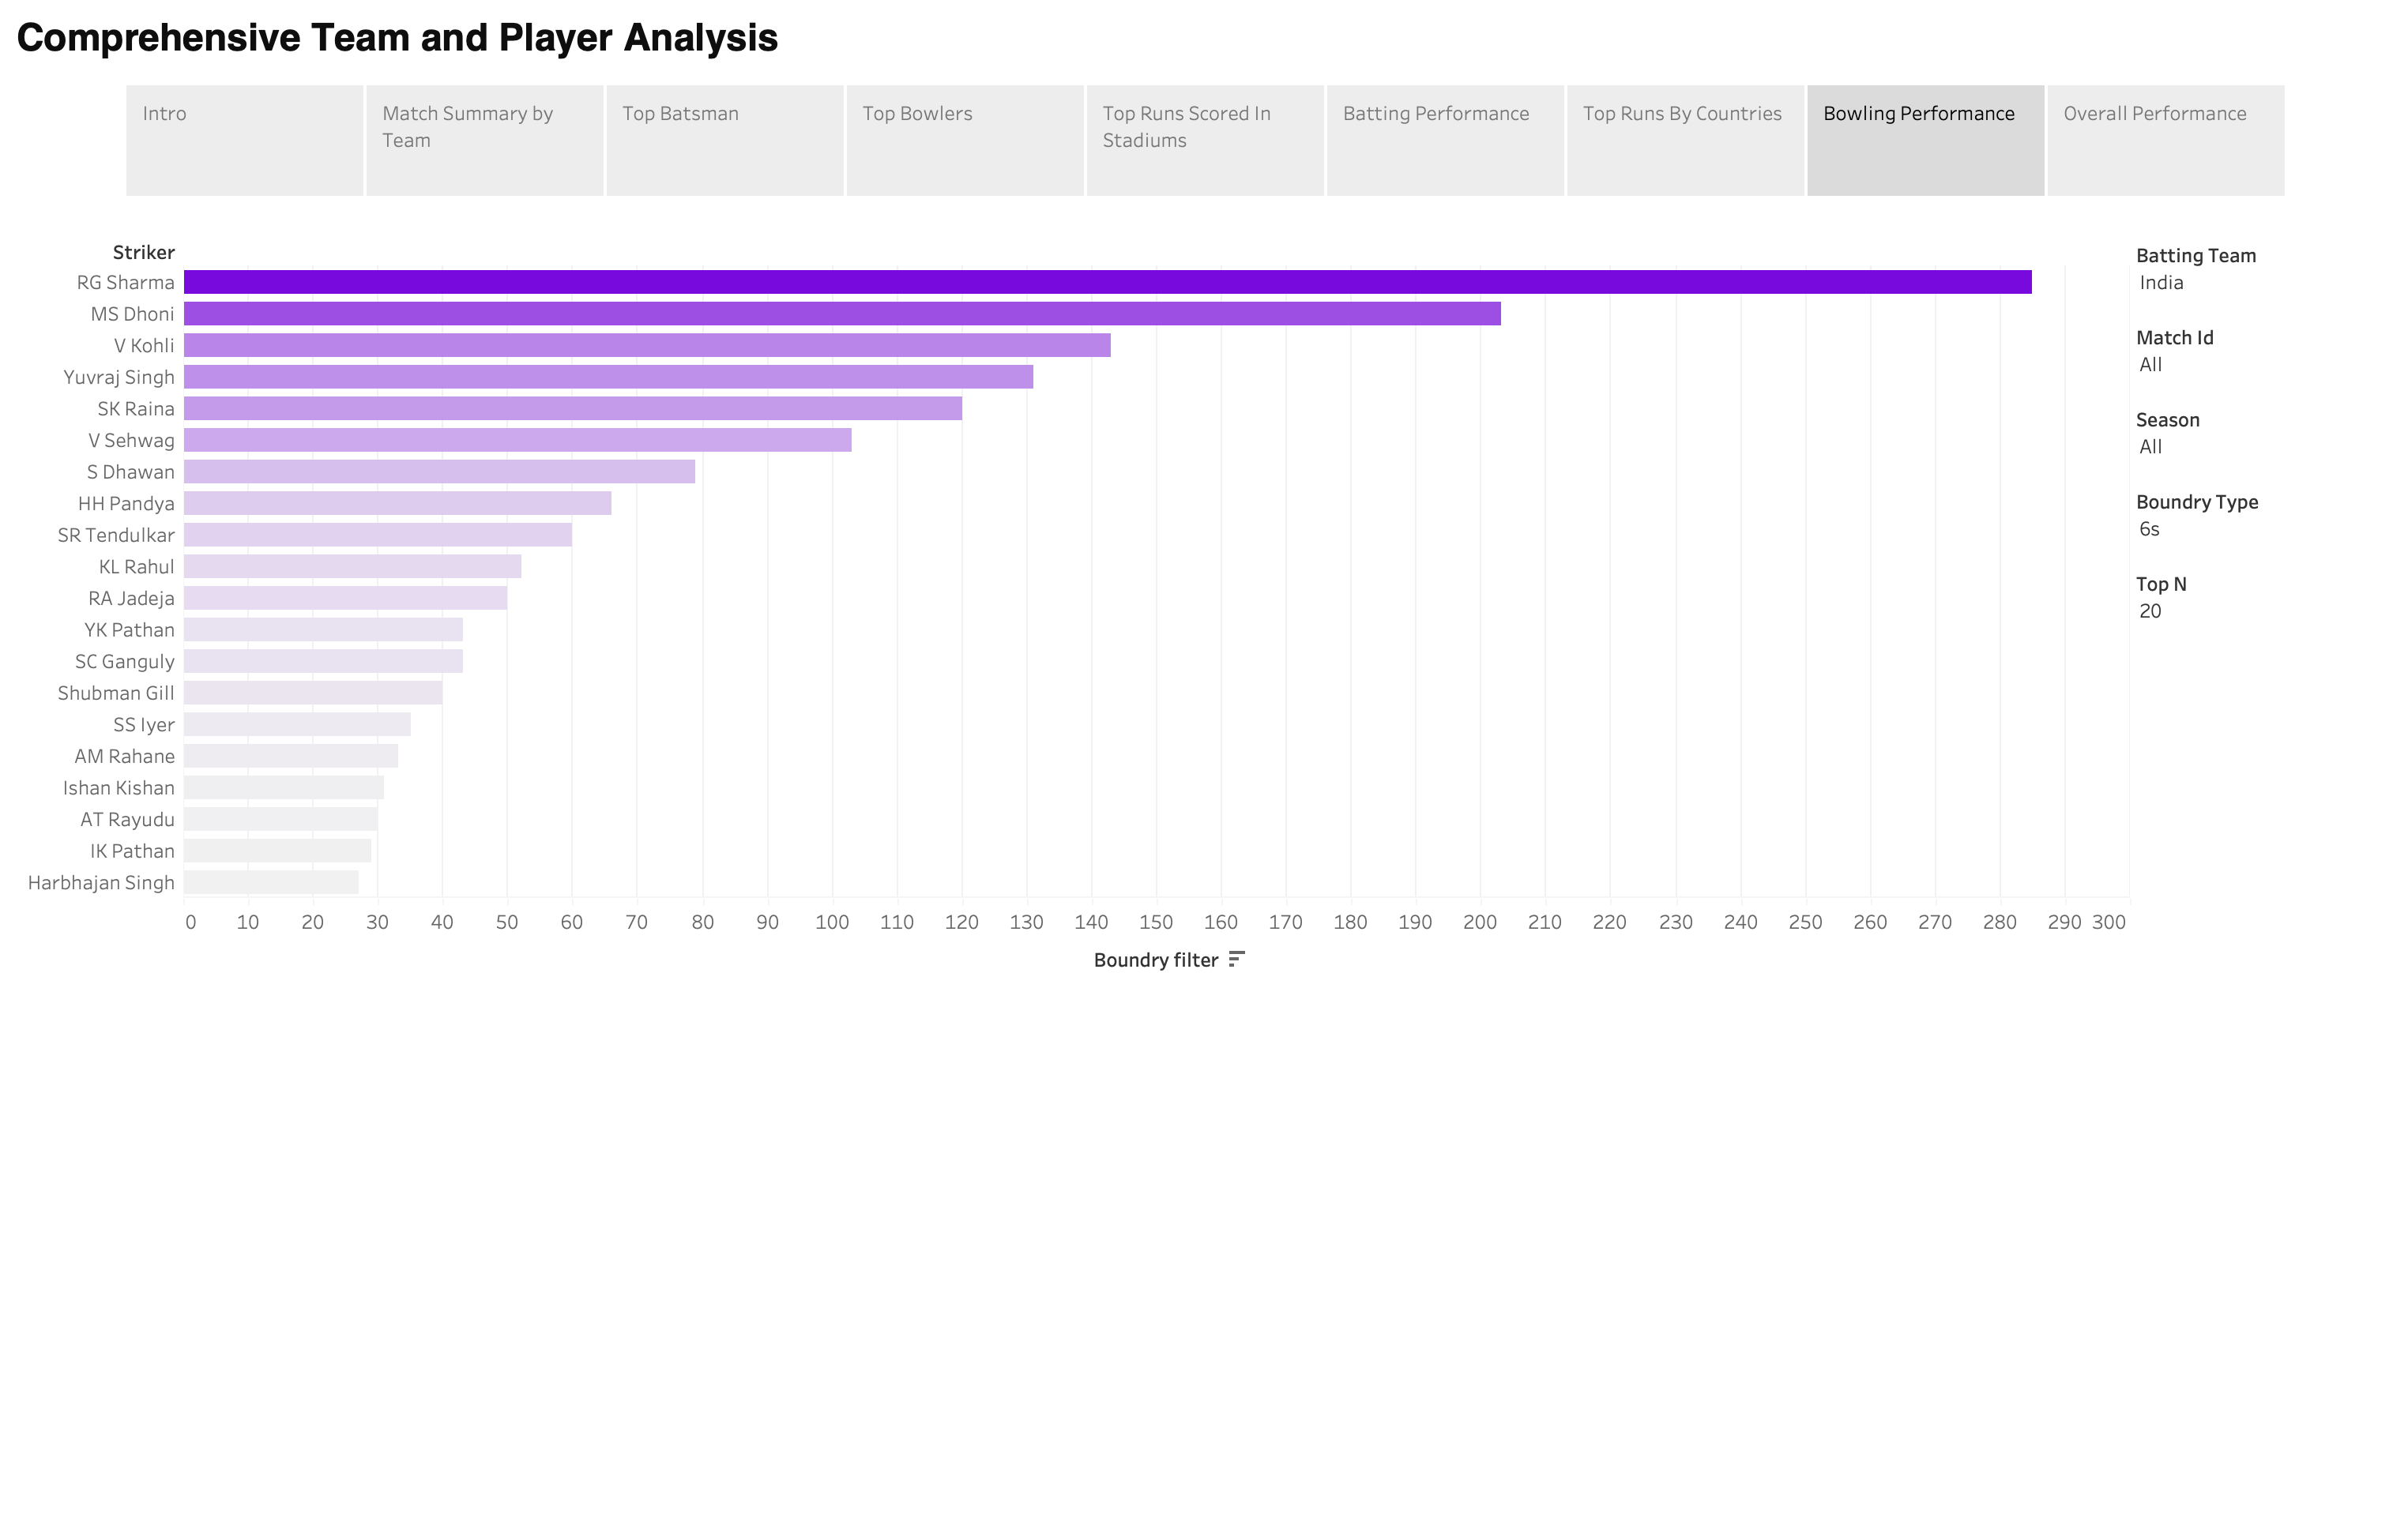 Comprehensive Team and Player Analysis
Intro
Match Summary by
Team
Top Batsman
Top Bowlers
Top Runs Scored In
Stadiums
Batting Performance
Top Runs By Countries
Bowling Performance
Overall Performance
Striker
RG Sharma
MS Dhoni
V Kohli
Yuvraj Singh
SK Raina
V Sehwag
S Dhawan
HH Pandya
SR Tendulkar
KL Rahul
RA Jadeja
YK Pathan
SC Ganguly
Shubman Gill
SS Iyer
AM Rahane
Ishan Kishan
AT Rayudu
IK Pathan
Harbhajan Singh
0 10 20 30 40 50 60 70 80 90 100 110 120 130 140 150 160 170 180 190 200 210 220 230 240 250 260 270 280 290 300
Boundry filter
Batting Team
India
Match Id
All
Season
All
Boundry Type
6s
Top N
20